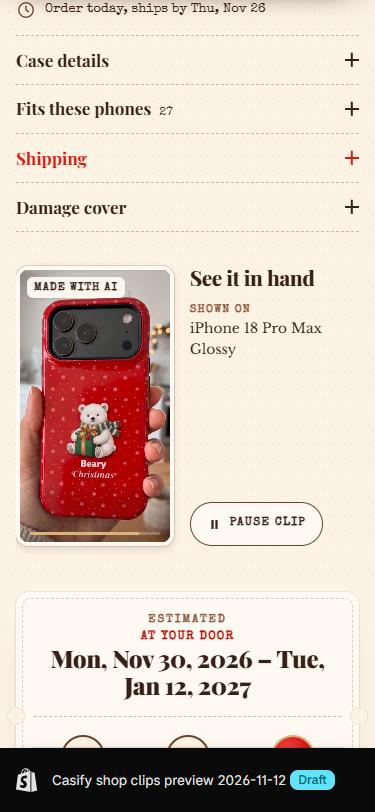 Order today, ships by Thu, Nov 26
Case details
Fits these phones 27
Shipping
Damage cover
MADE WITH AI
Beary
Christmas
See it in hand
SHOWN ON
iPhone 18 Pro Max
Glossy
PAUSE CLIP
ESTIMATED
AT YOUR DOOR
Mon, Nov 30, 2026 – Tue,
Jan 12, 2027
Casify shop clips preview 2026-11-12 Draft